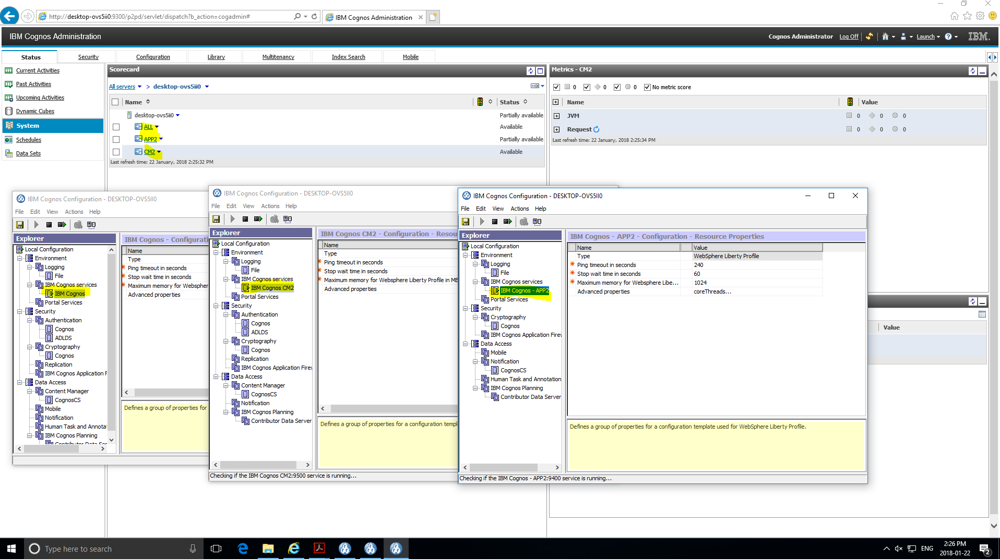 http://desktop-ovs5ii0:9300/p2pd/servlet/dispatch?b_action=cogadmin#
IBM Cognos Administration
IBM Cognos Administration
Cognos Administrator
Log Off
Launch
IBM.
Status
Security
Configuration
Library
Multitenancy
Index Search
Mobile
Current Activities
Past Activities
Upcoming Activities
Dynamic Cubes
System
Schedules
Data Sets
Scorecard
All servers > desktop-ovs5ii0
Name
Status
desktop-ovs5ii0
Partially available
ALL
Available
APP2
Partially available
CM2
Available
Last refresh time: 22 January, 2018 2:25:32 PM
Metrics - CM2
0 0 0 No metric score
Name
Value
JVM
0 0 0
Request
0 0 0
Last refresh time: 22 January, 2018 2:25:34 PM
Value
IBM Cognos Configuration - DESKTOP-OVS5II0
File Edit View Actions Help
Explorer
Local Configuration
Environment
Logging
File
IBM Cognos services
IBM Cognos
Portal Services
Security
Authentication
Cognos
ADLDS
Cryptography
Cognos
Replication
IBM Cognos Application F
Data Access
Content Manager
CognosCS
Mobile
Notification
Human Task and Annota
IBM Cognos Planning
Contributor Data Se
IBM Cognos - Configurati
Name
Type
Ping timeout in seconds
Stop wait time in seconds
Maximum memory for Webspher
Advanced properties
Defines a group of properties for
IBM Cognos Configuration - DESKTOP-OVS5II0
File Edit View Actions Help
Explorer
Local Configuration
Environment
Logging
File
IBM Cognos services
IBM Cognos CM2
Portal Services
Security
Authentication
Cognos
ADLDS
Cryptography
Cognos
Replication
IBM Cognos Application Firew
Data Access
Content Manager
CognosCS
Notification
IBM Cognos Planning
Contributor Data Server
IBM Cognos CM2 - Configuration - Resou
Name
Type
Ping timeout in seconds
Stop wait time in seconds
Maximum memory for Websphere Liberty Profile in MB
Advanced properties
Defines a group of properties for a configuration templ
Checking if the IBM Cognos CM2:9500 service is running...
IBM Cognos Configuration - DESKTOP-OVS5II0
File Edit View Actions Help
Explorer
Local Configuration
Environment
Logging
File
IBM Cognos services
IBM Cognos - APP2
Portal Services
Security
Cryptography
Cognos
IBM Cognos Application Firew
Data Access
Mobile
Notification
CognosCS
Human Task and Annotation
IBM Cognos Planning
Contributor Data Server
IBM Cognos - APP2 - Configuration - Resource Properties
Name Value
Type WebSphere Liberty Profile
Ping timeout in seconds 240
Stop wait time in seconds 60
Maximum memory for Websphere Libe... 1024
Advanced properties coreThreads...
Defines a group of properties for a configuration template used for WebSphere Liberty Profile.
Checking if the IBM Cognos - APP2:9400 service is running...
Type here to search
ENG
2:26 PM
2018-01-22
2